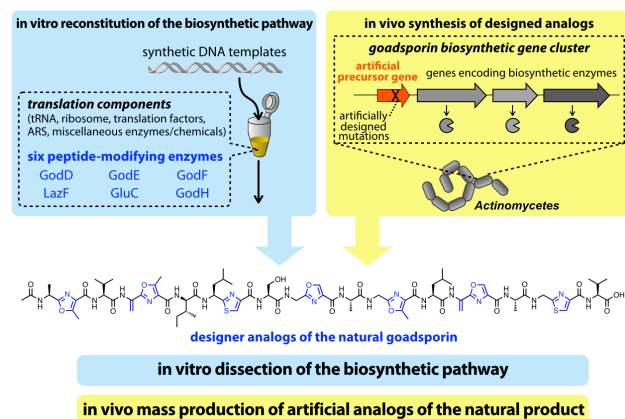 in vitro reconstitution of the biosynthetic pathway
synthetic DNA templates
translation components
(tRNA, ribosome, translation factors,
ARS, miscellaneous enzymes/chemicals)
six peptide-modifying enzymes
GodD GodE GodF
LazF GluC GodH
in vivo synthesis of designed analogs
goadsporin biosynthetic gene cluster
artificial
precursor gene
genes encoding biosynthetic enzymes
X
artificially
designed
mutations
Actinomycetes
designer analogs of the natural goadsporin
in vitro dissection of the biosynthetic pathway
in vivo mass production of artificial analogs of the natural product